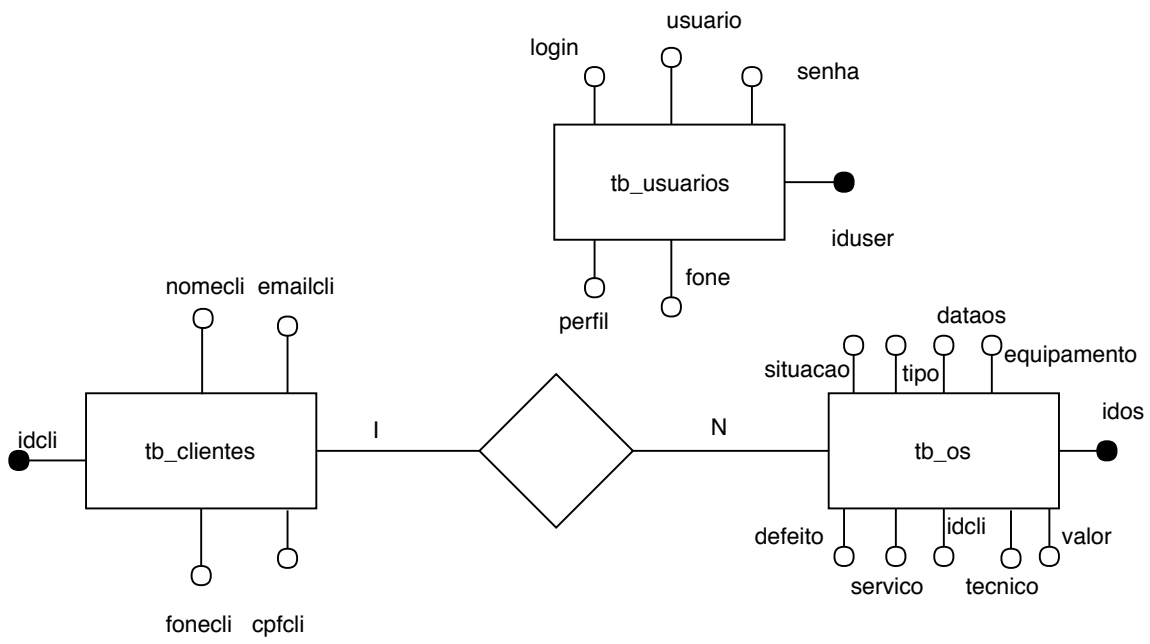 usuario
login
senha
tb_usuarios
iduser
fone
perfil
nomecli
emailcli
idcli
tb_clientes
fonecli
cpfcli
I
N
dataos
situacao
tipo
equipamento
idos
tb_os
defeito
idcli
valor
servico
tecnico